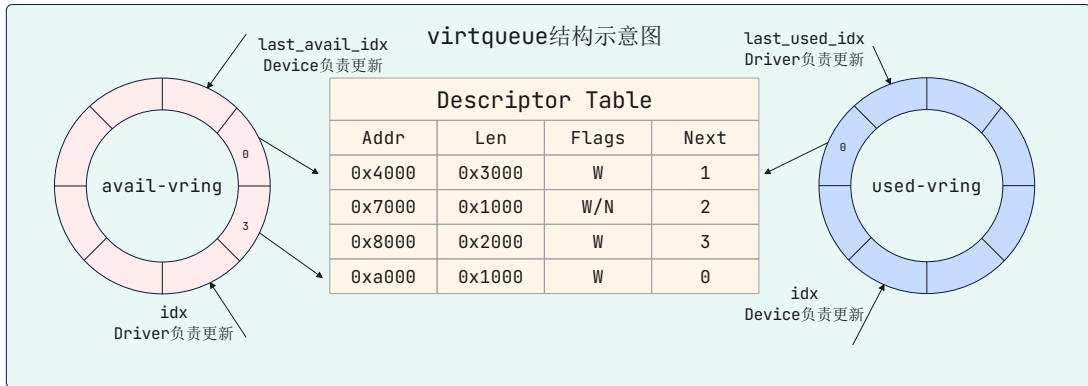 virtqueue结构示意图
last_avail_idx
Device负责更新
last_used_idx
Driver负责更新
Descriptor Table
Addr Len Flags Next
0x4000 0x3000 W 1
0x7000 0x1000 W/N 2
0x8000 0x2000 W 3
0xa000 0x1000 W 0
0
avail-vring
3
0
used-vring
idx
Driver负责更新
idx
Device负责更新